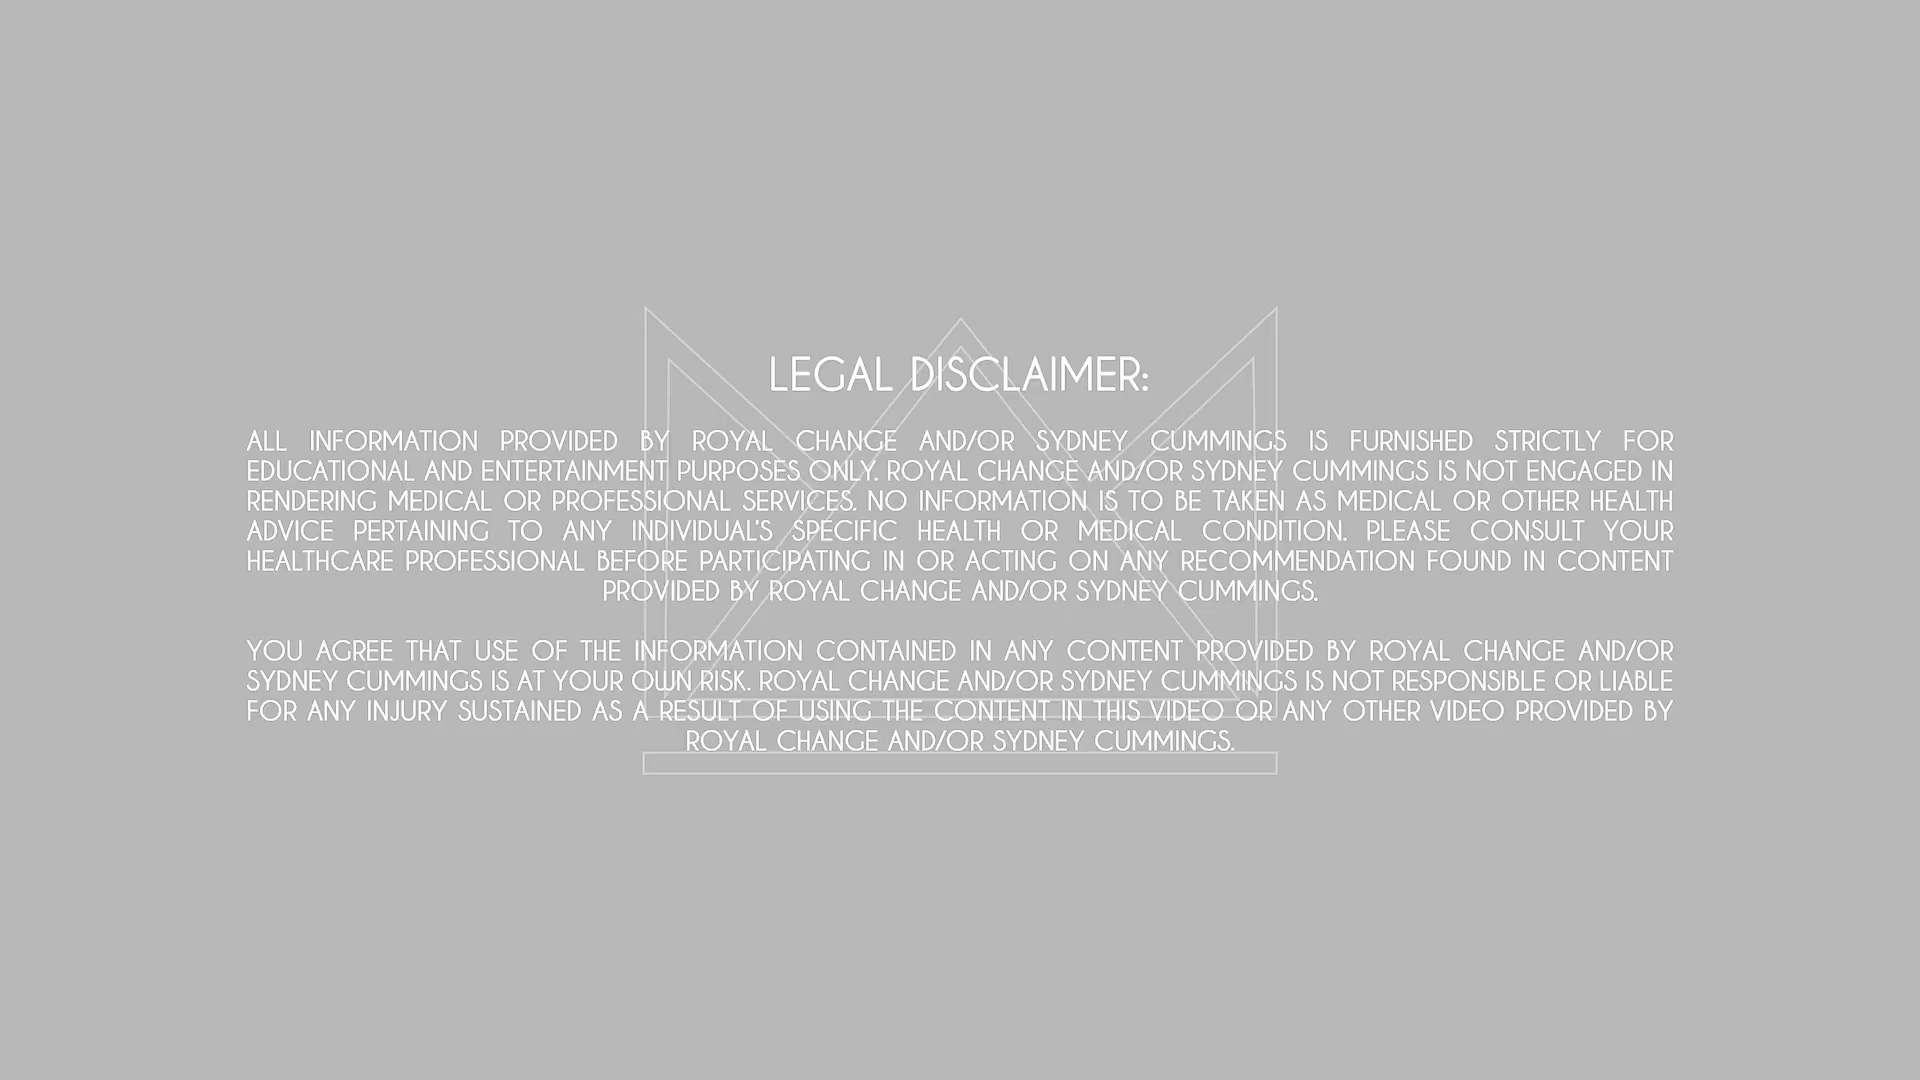 LEGAL DISCLAIMER:
ALL INFORMATION PROVIDED BY ROYAL CHANGE AND/OR SYDNEY CUMMINGS IS FURNISHED STRICTLY FOR
EDUCATIONAL AND ENTERTAINMENT PURPOSES ONLY. ROYAL CHANGE AND/OR SYDNEY CUMMINGS IS NOT ENGAGED IN
RENDERING MEDICAL OR PROFESSIONAL SERVICES. NO INFORMATION IS TO BE TAKEN AS MEDICAL OR OTHER HEALTH
ADVICE PERTAINING TO ANY INDIVIDUAL'S SPECIFIC HEALTH OR MEDICAL CONDITION. PLEASE CONSULT YOUR
HEALTHCARE PROFESSIONAL BEFORE PARTICIPATING IN OR ACTING ON ANY RECOMMENDATION FOUND IN CONTENT
PROVIDED BY ROYAL CHANGE AND/OR SYDNEY CUMMINGS.
YOU AGREE THAT USE OF THE INFORMATION CONTAINED IN ANY CONTENT PROVIDED BY ROYAL CHANGE AND/OR
SYDNEY CUMMINGS IS AT YOUR OWN RISK. ROYAL CHANGE AND/OR SYDNEY CUMMINGS IS NOT RESPONSIBLE OR LIABLE
FOR ANY INJURY SUSTAINED AS A RESULT OF USING THE CONTENT IN THIS VIDEO OR ANY OTHER VIDEO PROVIDED BY
ROYAL CHANGE AND/OR SYDNEY CUMMINGS.